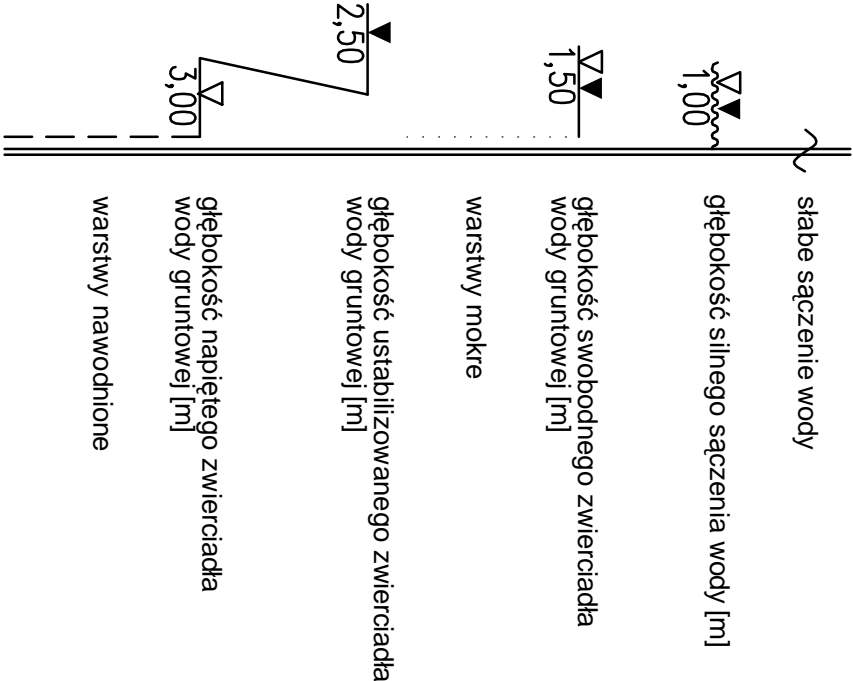 słabe sączenie wody
1,00
głębokość silnego sączenia wody [m]
1,50
głębokość swobodnego zwierciadła
wody gruntowej [m]
warstwy mokre
2,50
głębokość ustabilizowanego zwierciadła
wody gruntowej [m]
3,00
głębokość napiętego zwierciadła
wody gruntowej [m]
warstwy nawodnione